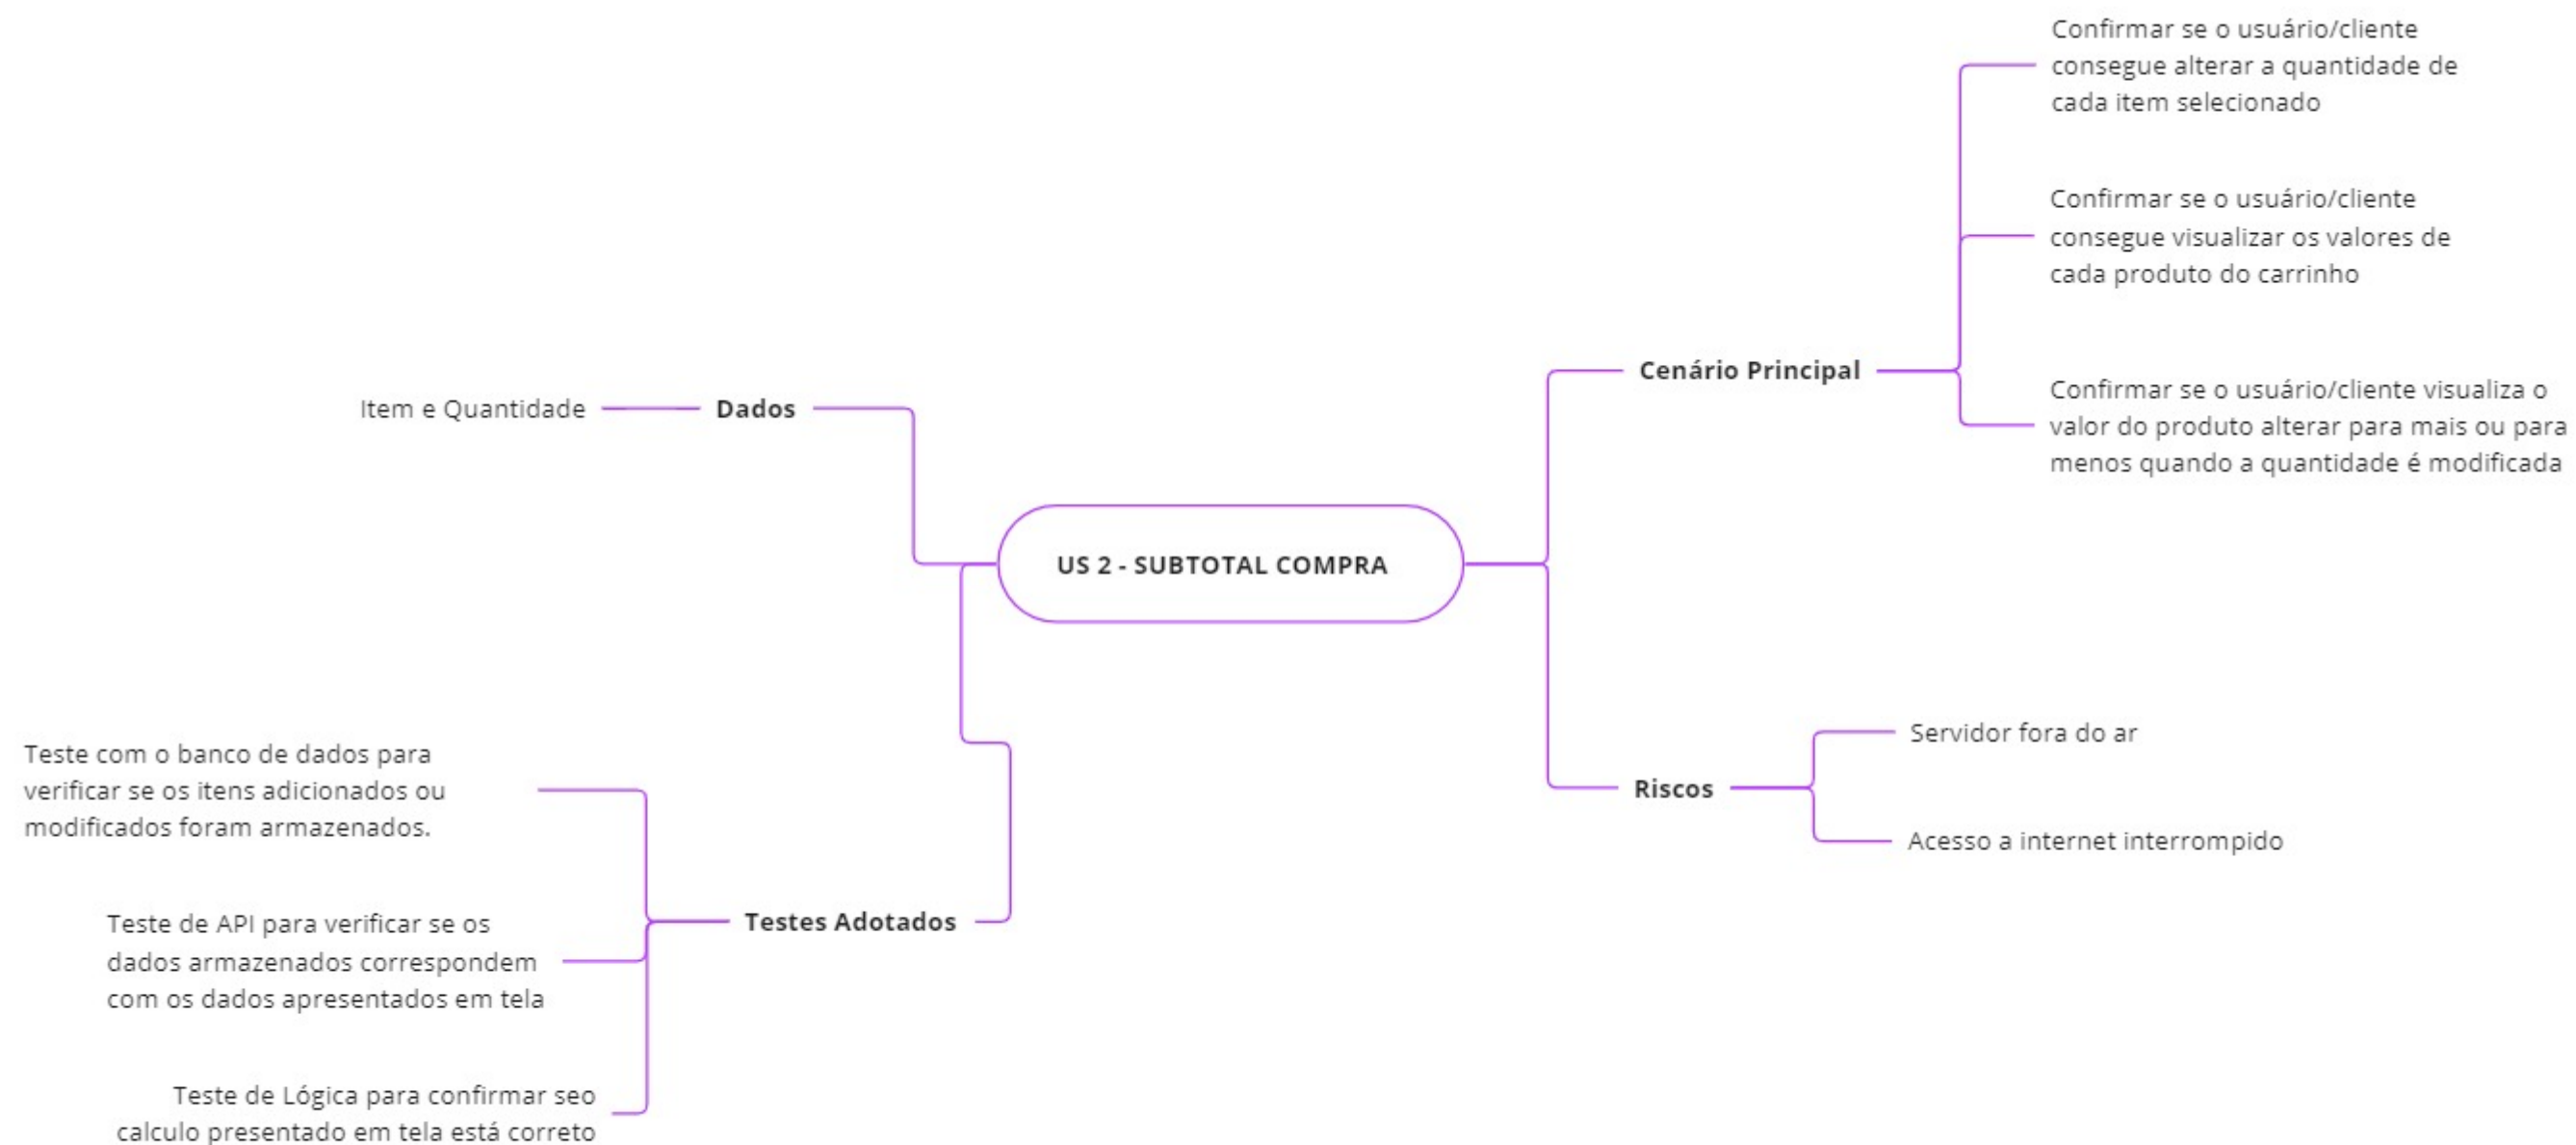 Confirmar se o usuário/cliente
consegue alterar a quantidade de
cada item selecionado
Confirmar se o usuário/cliente
consegue visualizar os valores de
cada produto do carrinho
Cenário Principal
Confirmar se o usuário/cliente visualiza o
valor do produto alterar para mais ou para
menos quando a quantidade é modificada
Item e Quantidade
Dados
US 2 - SUBTOTAL COMPRA
Servidor fora do ar
Riscos
Acesso a internet interrompido
Teste com o banco de dados para
verificar se os itens adicionados ou
modificados foram armazenados.
Testes Adotados
Teste de API para verificar se os
dados armazenados correspondem
com os dados apresentados em tela
Teste de Lógica para confirmar seo
calculo presentado em tela está correto